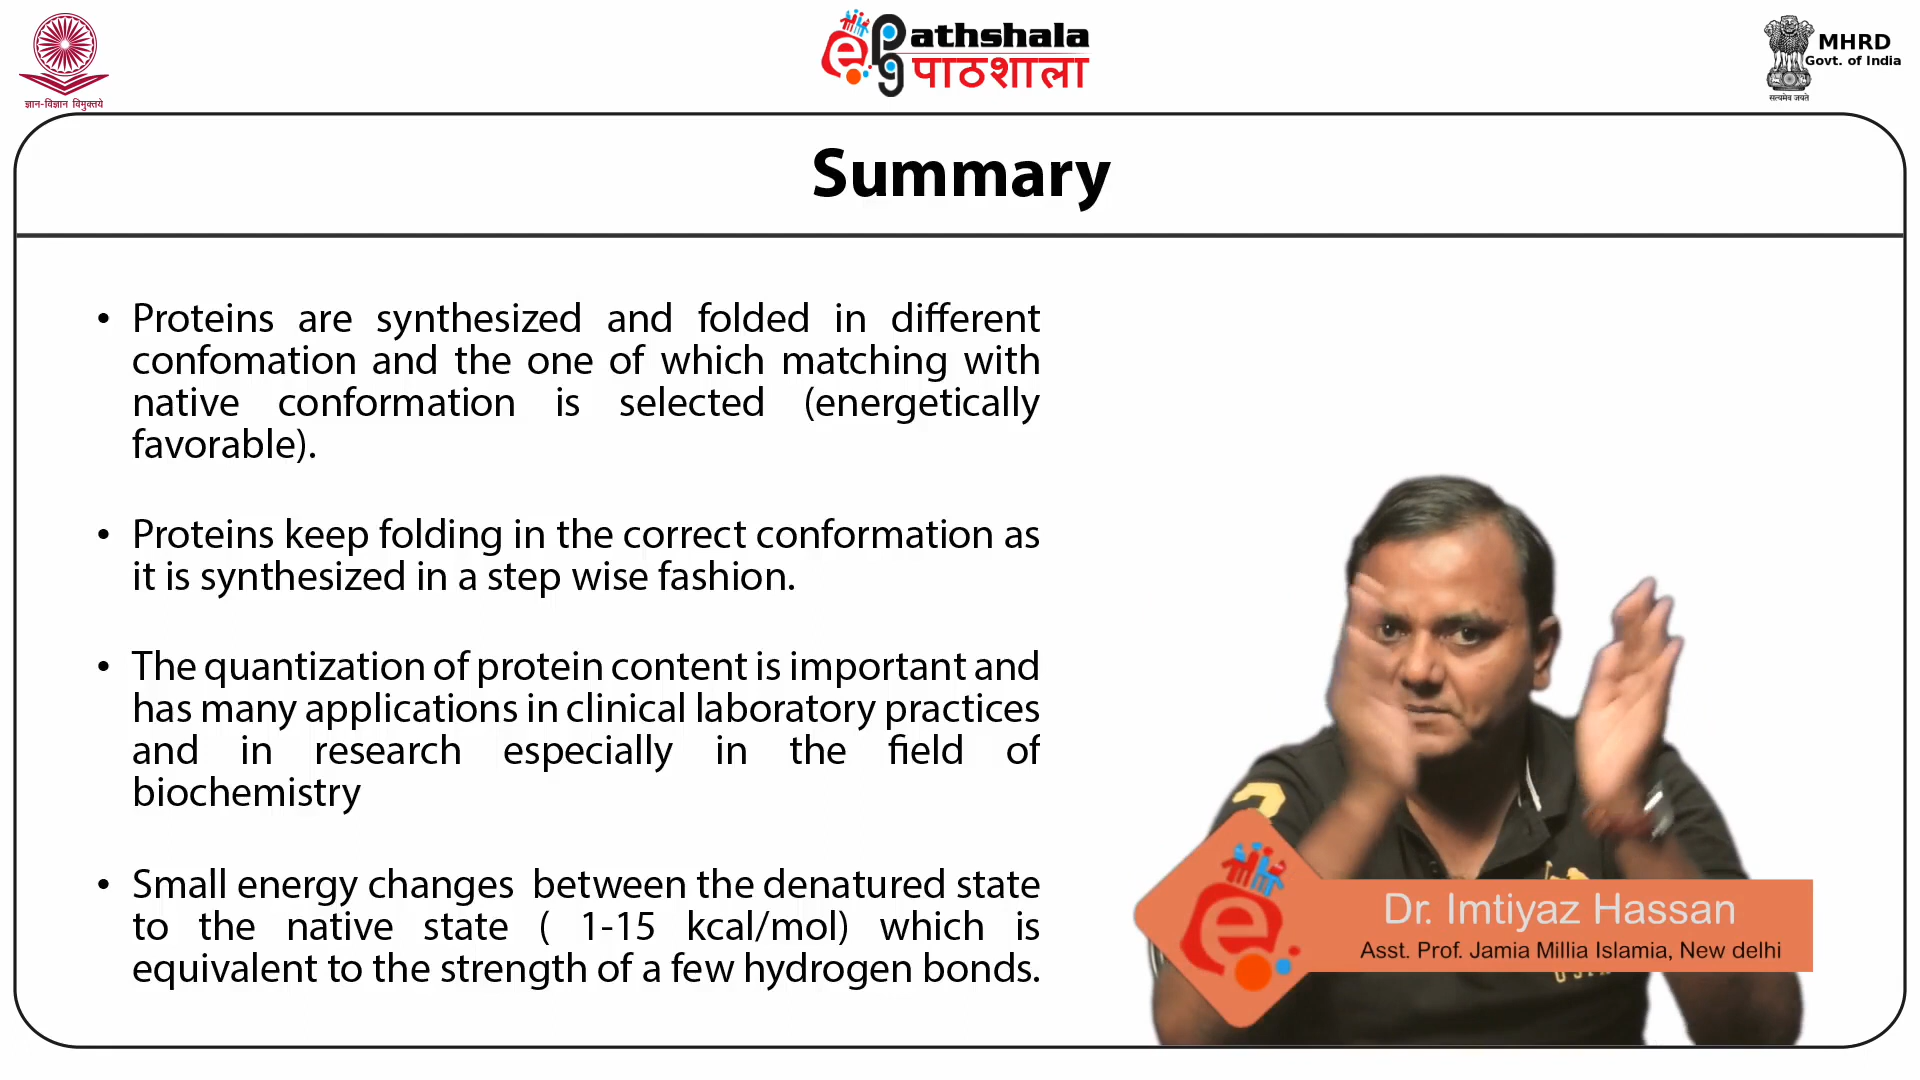 ज्ञान-विज्ञान विमुक्तये
ePathshala
पाठशाला
MHRD
Govt. of India
सत्यमेव जयते
Summary
• Proteins are synthesized and folded in different
confomation and the one of which matching with
native conformation is selected (energetically
favorable).
• Proteins keep folding in the correct conformation as
it is synthesized in a step wise fashion.
• The quantization of protein content is important and
has many applications in clinical laboratory practices
and in research especially in the field of
biochemistry
• Small energy changes between the denatured state
to the native state ( 1-15 kcal/mol) which is
equivalent to the strength of a few hydrogen bonds.
e
Dr. Imtiyaz Hassan
Asst. Prof. Jamia Millia Islamia, New delhi